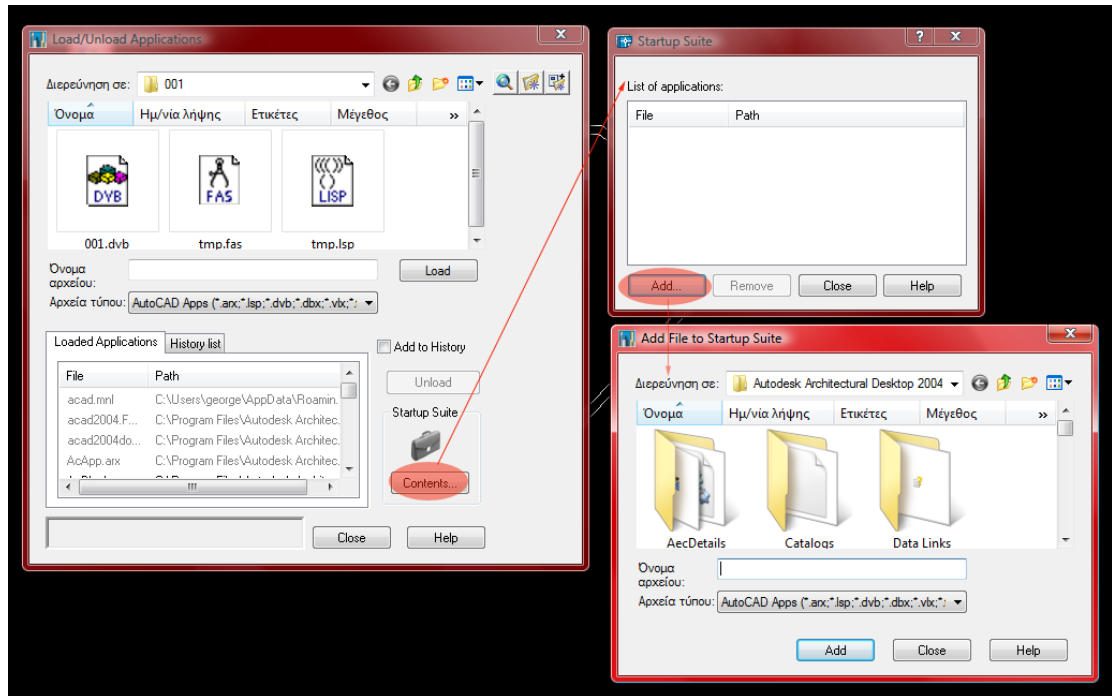 Load/Unload Applications
Διερεύνηση σε: 001
Όνομα Ημ/νία λήψης Ετικέτες Μέγεθος »
DVB FAS LISP
001.dvb tmp.fas tmp.lsp
Όνομα
αρχείου:
Load
Αρχεία τύπου: AutoCAD Apps (*.arx;*.lsp;*.dvb;*.dbx;*.vlx;*.:
Loaded Applications History list
Add to History
File Path
acad.mnl C:\Users\george\AppData\Roamin.
acad2004.F... C:\Program Files\Autodesk Architec.
acad2004do... C:\Program Files\Autodesk Architec.
AcApp.arx C:\Program Files\Autodesk Architec.
Unload
Startup Suite
Contents...
Close Help
Startup Suite
List of applications:
File Path
Add... Remove Close Help
Add File to Startup Suite
Διερεύνηση σε: Autodesk Architectural Desktop 2004
Όνομα Ημ/νία λήψης Ετικέτες Μέγεθος »
AecDetails Catalogs Data Links
Όνομα
αρχείου:
Αρχεία τύπου: AutoCAD Apps (*.arx;*.lsp;*.dvb;*.dbx;*.vlx;*.:
Add Close Help